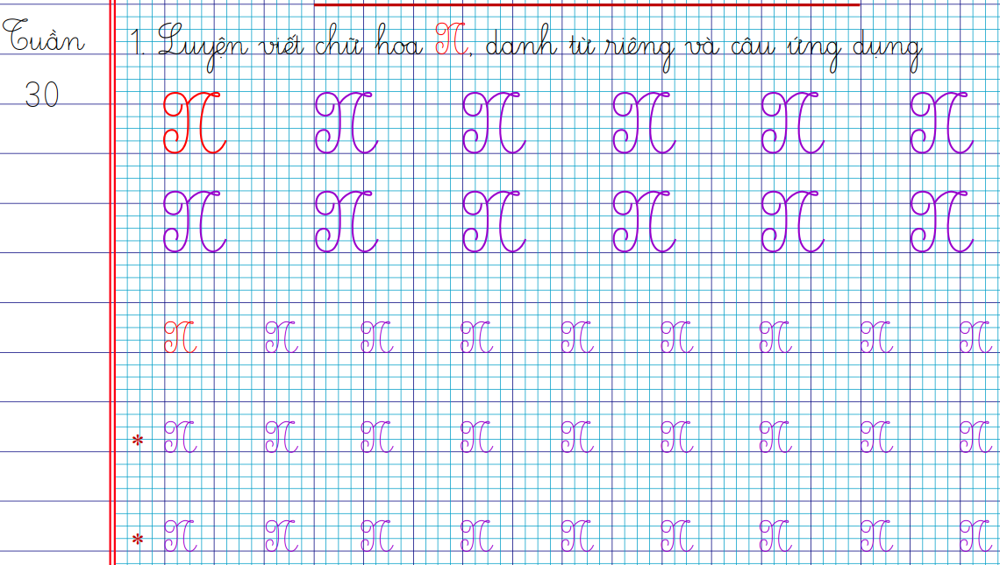 Tuần 1. Luyện viết chữ hoa N, danh từ riêng và câu ứng dụng
30 N N N N N N
N N N N N N
N N N N N N N N N
* N N N N N N N N N
* N N N N N N N N N